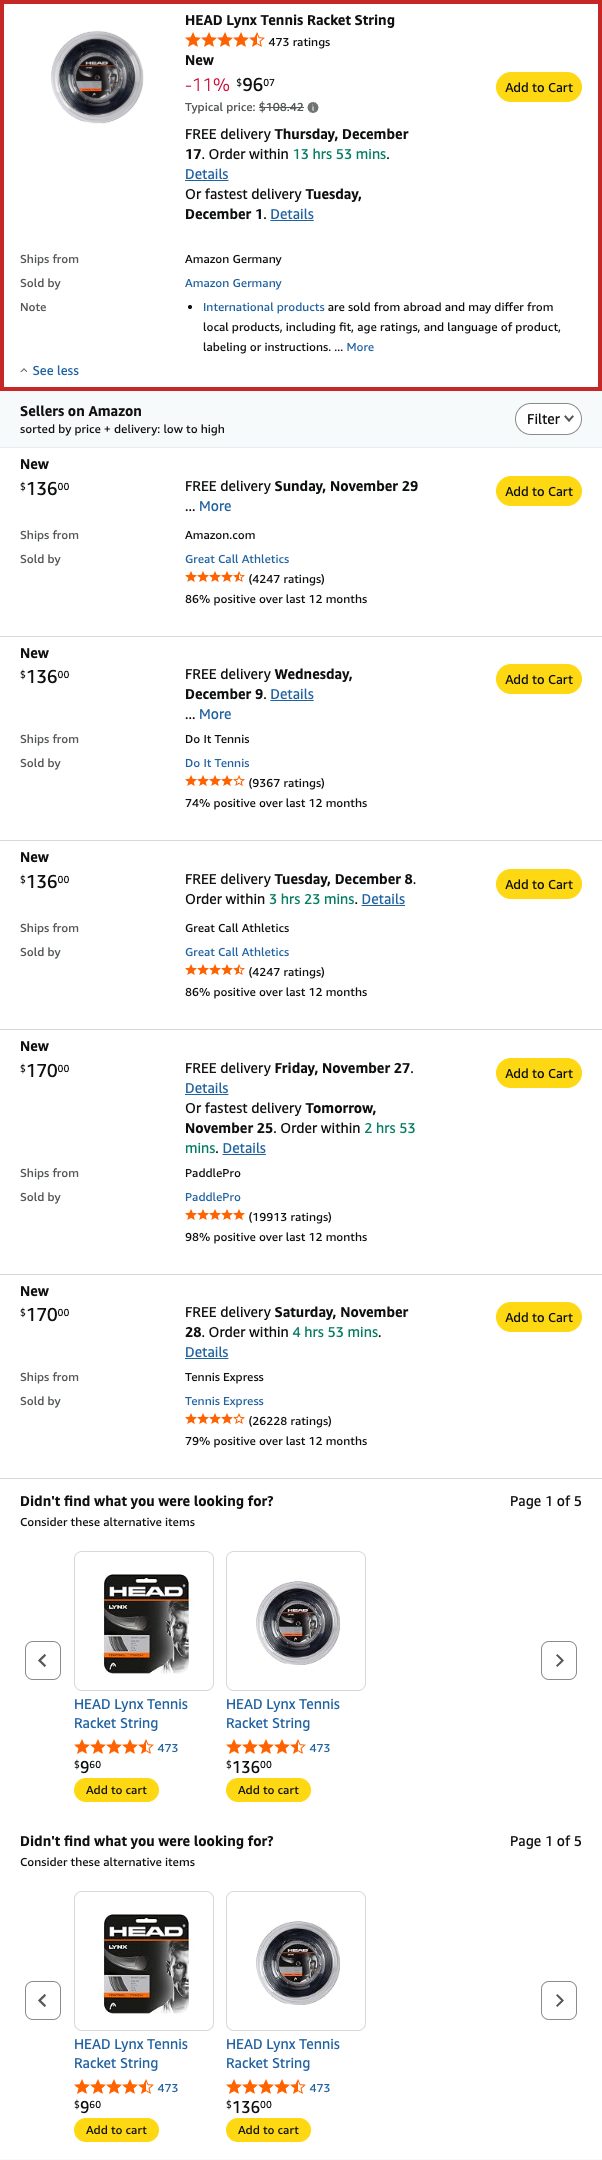 HEAD Lynx Tennis Racket String
473 ratings
New
-11% $9607
Typical price: $108.42
Add to Cart
FREE delivery Thursday, December
17. Order within 13 hrs 53 mins.
Details
Or fastest delivery Tuesday,
December 1. Details
Ships from Amazon Germany
Sold by Amazon Germany
Note • International products are sold from abroad and may differ from
local products, including fit, age ratings, and language of product,
labeling or instructions. ... More
See less
Sellers on Amazon
sorted by price + delivery: low to high
Filter
New
$13600 FREE delivery Sunday, November 29 Add to Cart
... More
Ships from Amazon.com
Sold by Great Call Athletics
(4247 ratings)
86% positive over last 12 months
New
$13600 FREE delivery Wednesday, Add to Cart
December 9. Details
... More
Ships from Do It Tennis
Sold by Do It Tennis
(9367 ratings)
74% positive over last 12 months
New
$13600 FREE delivery Tuesday, December 8. Add to Cart
Order within 3 hrs 23 mins. Details
Ships from Great Call Athletics
Sold by Great Call Athletics
(4247 ratings)
86% positive over last 12 months
New
$17000 FREE delivery Friday, November 27. Add to Cart
Details
Or fastest delivery Tomorrow,
November 25. Order within 2 hrs 53
mins. Details
Ships from PaddlePro
Sold by PaddlePro
(19913 ratings)
98% positive over last 12 months
New
$17000 FREE delivery Saturday, November Add to Cart
28. Order within 4 hrs 53 mins.
Details
Ships from Tennis Express
Sold by Tennis Express
(26228 ratings)
79% positive over last 12 months
Didn't find what you were looking for? Page 1 of 5
Consider these alternative items
HEAD
LYNX
HEAD
HEAD Lynx Tennis HEAD Lynx Tennis
Racket String Racket String
473 473
$960 $13600
Add to cart Add to cart
Didn't find what you were looking for? Page 1 of 5
Consider these alternative items
HEAD
LYNX
HEAD
HEAD Lynx Tennis HEAD Lynx Tennis
Racket String Racket String
473 473
$960 $13600
Add to cart Add to cart